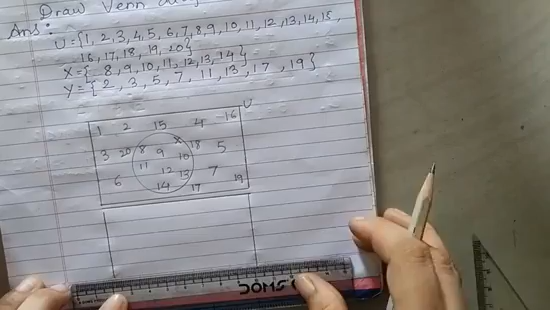 Draw Venn
Ans:
U={1,2,3,4,5,6,7,8,9,10,11,12,13,14,15,
16,17,18,19,20}
X={ 8,9,10,11,12,13,14}
Y={2, 3, 5, 7, 11, 13, 17, 19}
U
1 2 15 4 16
X
3 20 8 9 18 5
11 10
6 12 13 7
14 17 19
DOMS